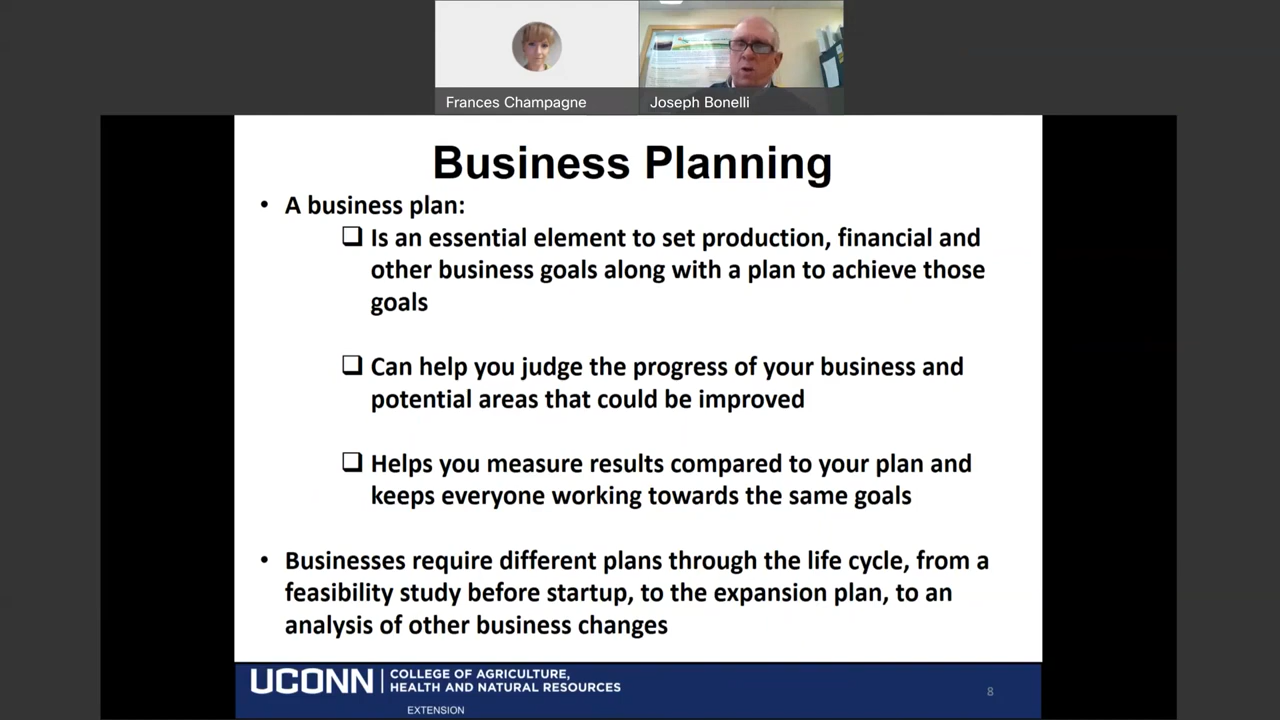 Frances Champagne
Joseph Bonelli
Business Planning
• A business plan:
❑ Is an essential element to set production, financial and
other business goals along with a plan to achieve those
goals
❑ Can help you judge the progress of your business and
potential areas that could be improved
❑ Helps you measure results compared to your plan and
keeps everyone working towards the same goals
• Businesses require different plans through the life cycle, from a
feasibility study before startup, to the expansion plan, to an
analysis of other business changes
UCONN
COLLEGE OF AGRICULTURE,
HEALTH AND NATURAL RESOURCES
EXTENSION
8